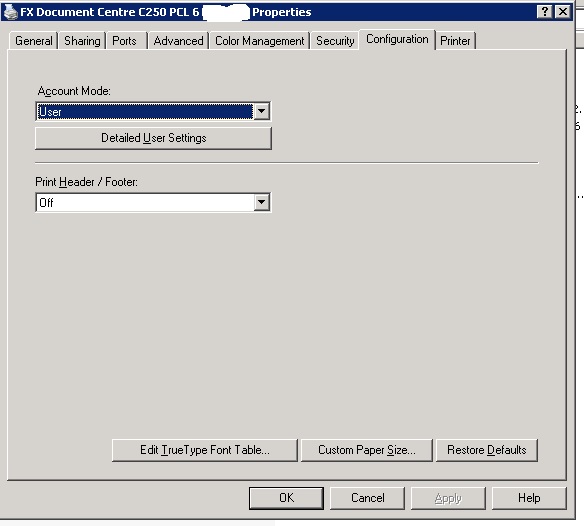 FX Document Centre C250 PCL 6 Properties
General Sharing Ports Advanced Color Management Security Configuration Printer
Account Mode:
User
Detailed User Settings
Print Header / Footer:
Off
Edit TrueType Font Table... Custom Paper Size... Restore Defaults
OK Cancel Apply Help